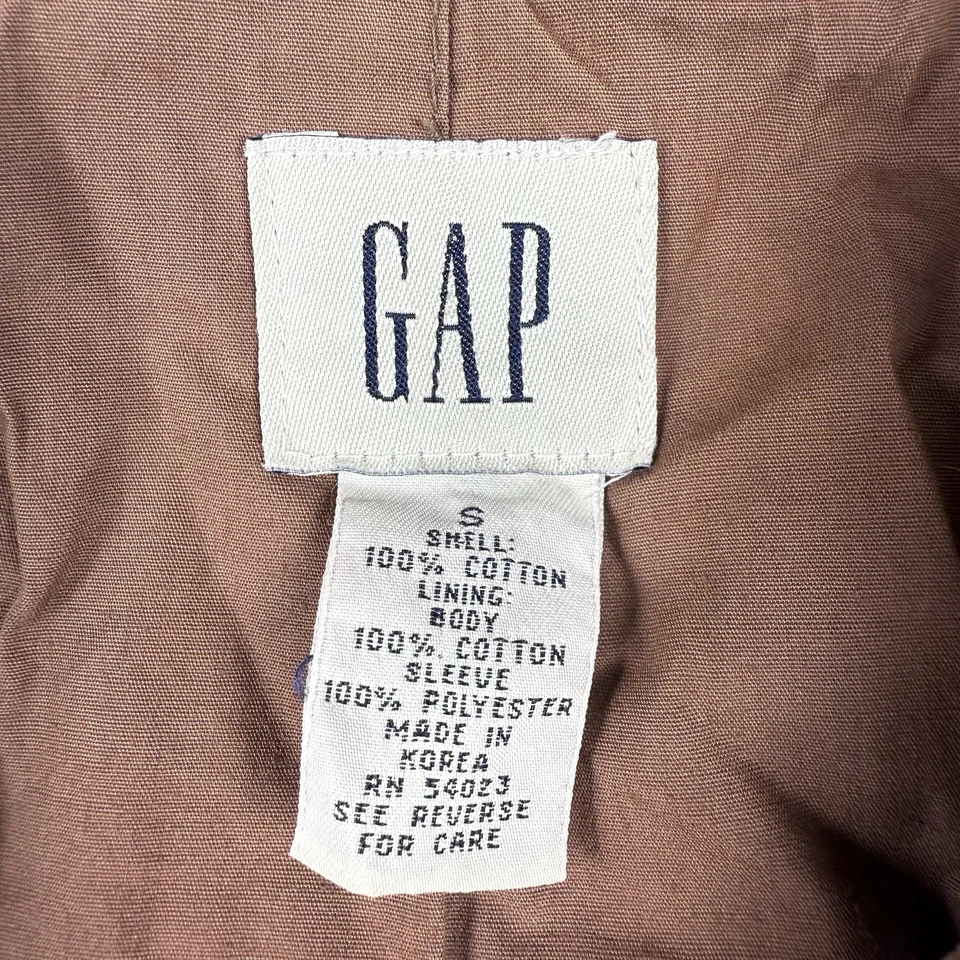 GAP
S
SHELL:
100% COTTON
LINING:
BODY
100% COTTON
SLEEVE
100% POLYESTER
MADE IN
KOREA
RN 54023
SEE REVERSE
FOR CARE